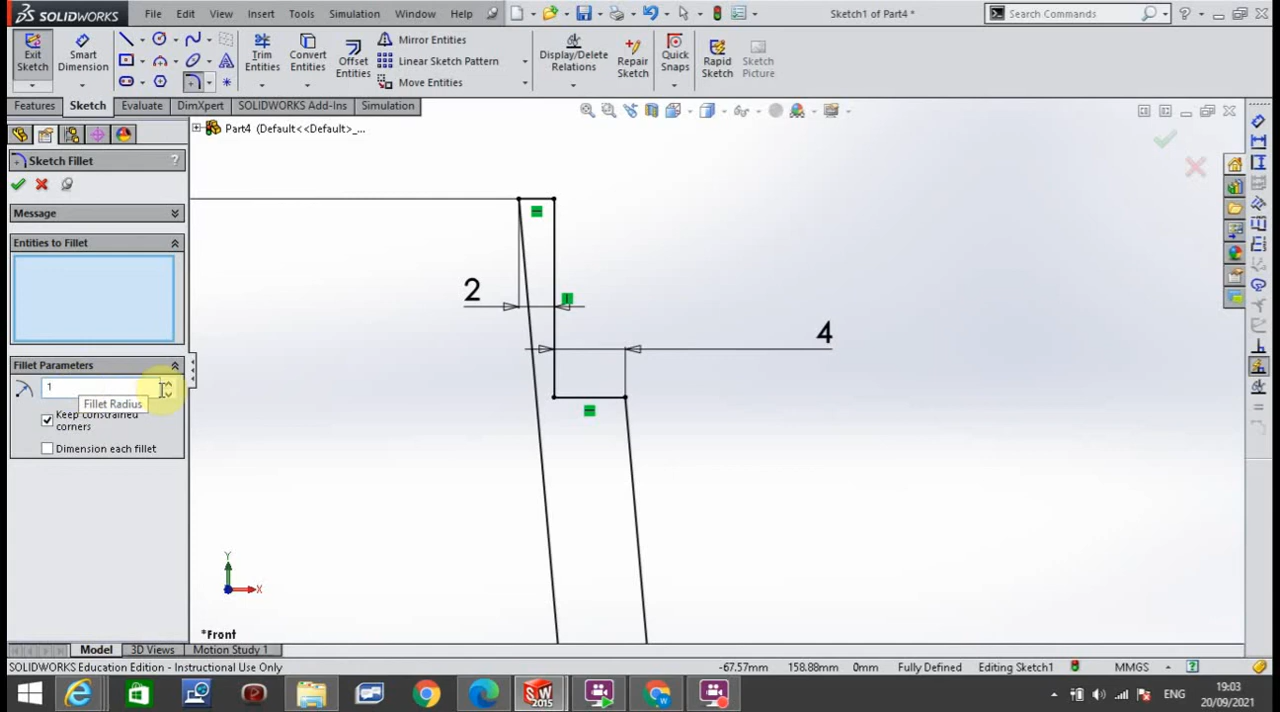 SOLIDWORKS File Edit View Insert Tools Simulation Window Help Sketch1 of Part4 * Search Commands ?
Exit Sketch
Smart Dimension
Trim Entities
Convert Entities
Offset Entities
Mirror Entities
Linear Sketch Pattern
Move Entities
Display/Delete Relations
Repair Sketch
Quick Snaps
Rapid Sketch
Sketch Picture
Features Sketch Evaluate DimXpert SOLIDWORKS Add-Ins Simulation
Part4 (Default<<Default>_...
Sketch Fillet ?
Message
Entities to Fillet
Fillet Parameters
1
Fillet Radius
Keep constrained corners
Dimension each fillet
2
4
Y
X
*Front
Model 3D Views Motion Study 1
SOLIDWORKS Education Edition - Instructional Use Only -67.57mm 158.88mm 0mm Fully Defined Editing Sketch1 MMGS ?
SW 2015
ENG
19:03
20/09/2021